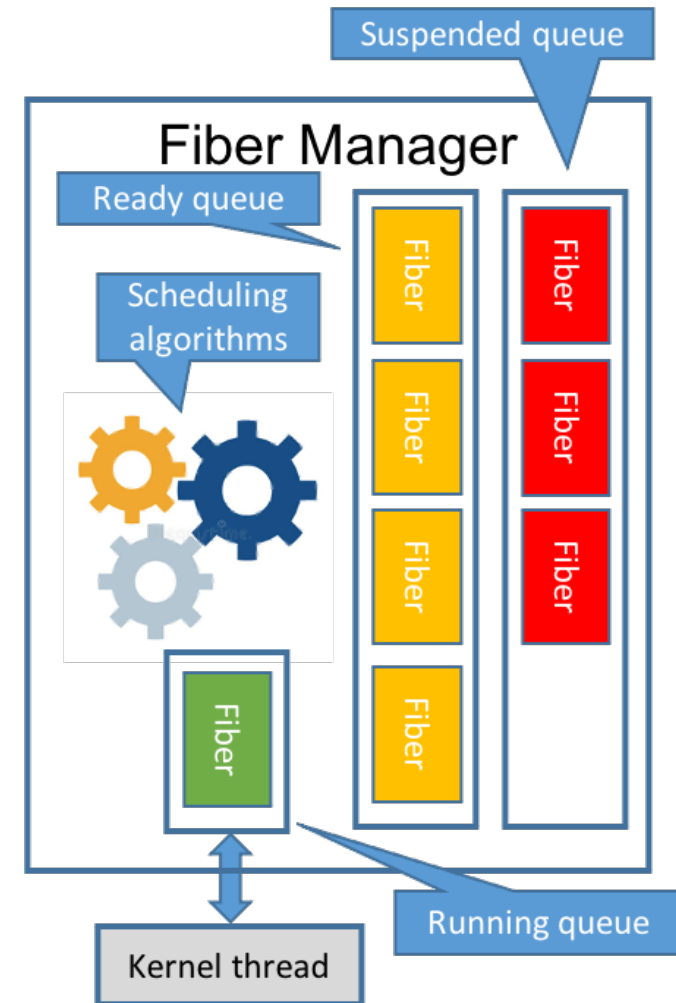 Suspended queue
Fiber Manager
Ready queue
Scheduling
algorithms
Fiber
Fiber
Fiber
Fiber
Fiber
Fiber
Fiber
Fiber
Running queue
Kernel thread